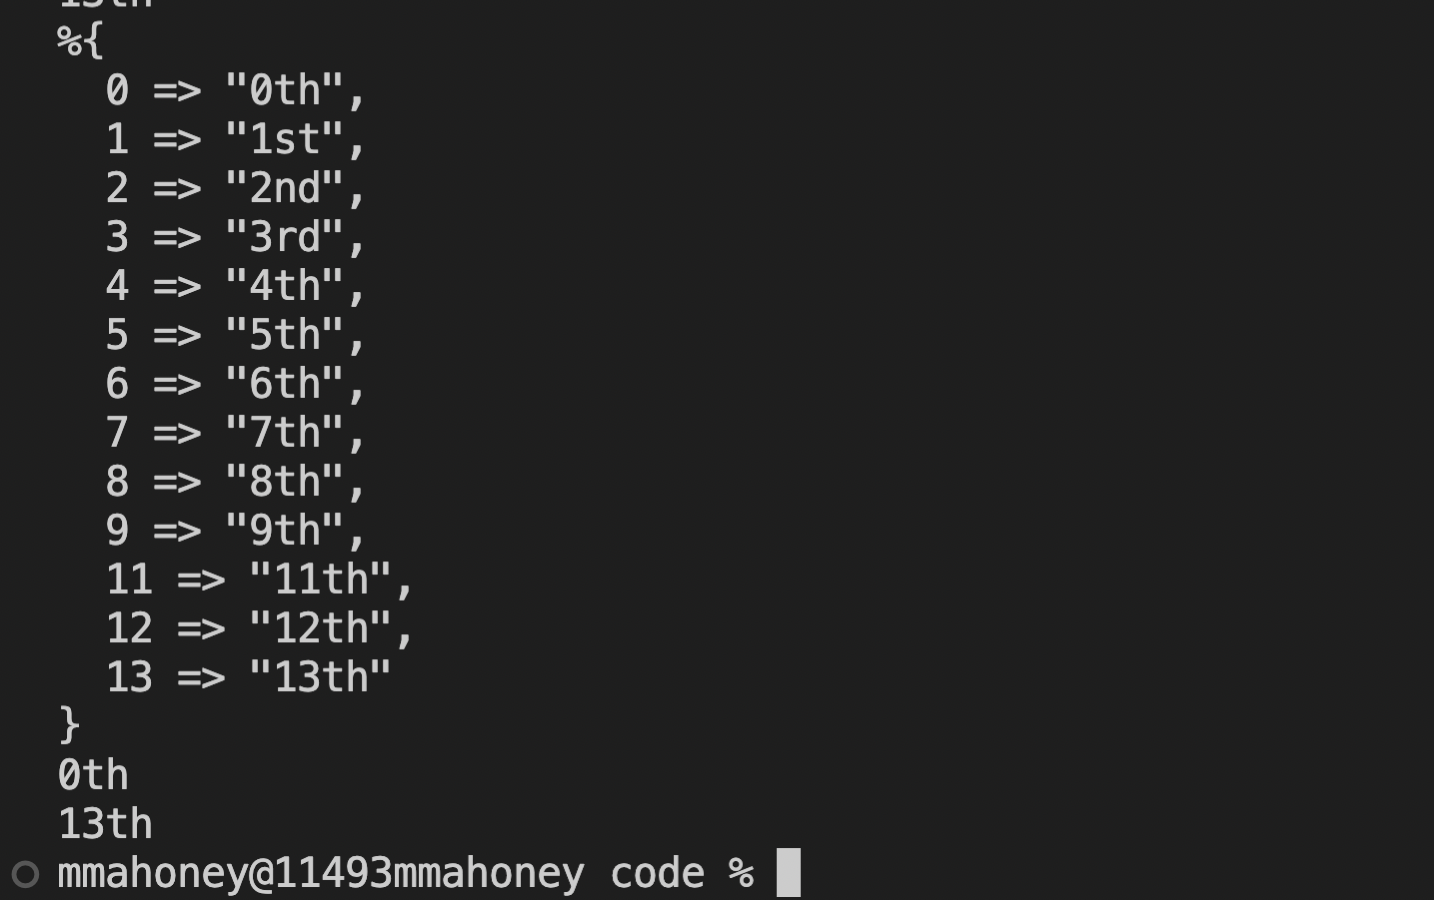 %{
  0 => "0th",
  1 => "1st",
  2 => "2nd",
  3 => "3rd",
  4 => "4th",
  5 => "5th",
  6 => "6th",
  7 => "7th",
  8 => "8th",
  9 => "9th",
  11 => "11th",
  12 => "12th",
  13 => "13th"
}
0th
13th
mmahoney@11493mmahoney code %